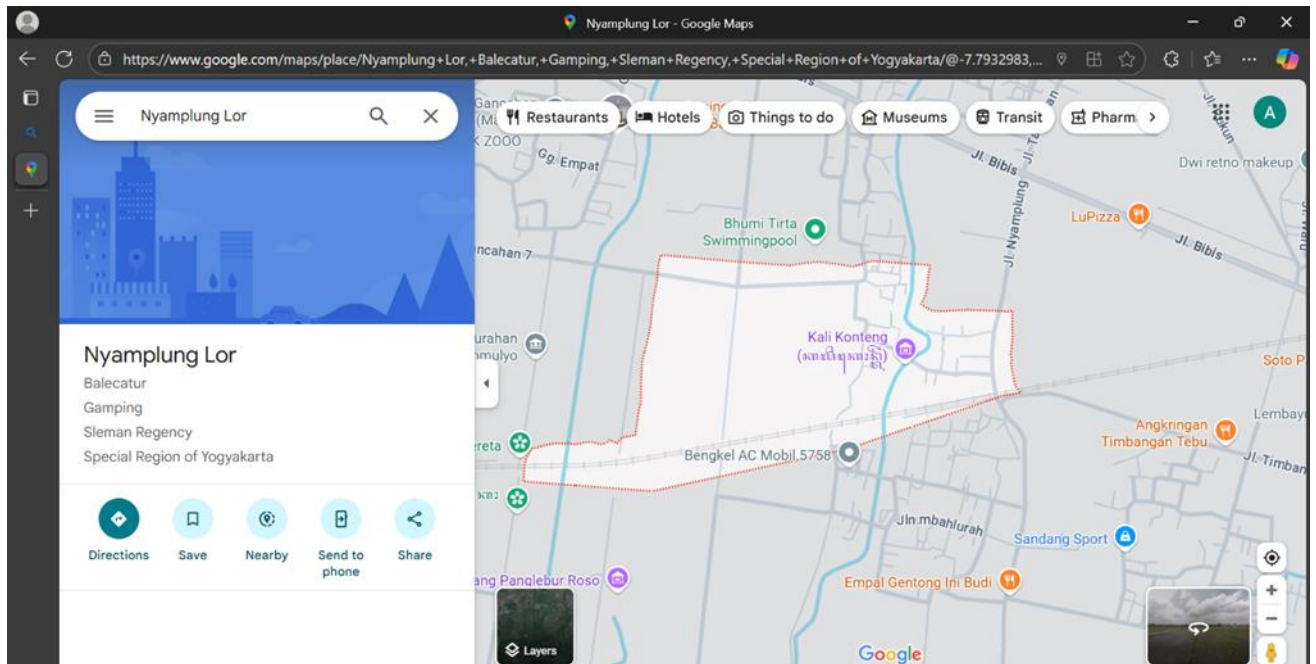 Nyamplung Lor - Google Maps
https://www.google.com/maps/place/Nyamplung+Lor,+Balecatur,+Gamping,+Sleman+Regency,+Special+Region+of+Yogyakarta/@-7.7932983,...
Nyamplung Lor
Restaurants
Hotels
Things to do
Museums
Transit
Pharm
A
ZOOO
Gg. Empat
Jl. Bibis
Dwi retno makeup
LuPizza
Jl. Bibis
Bhumi Tirta
Swimmingpool
Jl. Nyamplung
ncahan 7
urahan
mulyo
Kali Konteng
Soto P
Lembay
Angkringan
Timbangan Tebu
Jl. Timban
ereta
Bengkel AC Mobil,5758
Jln mbahlurah
Sandang Sport
ang Panglebur Roso
Empal Gentong Ini Budi
Layers
Google
Nyamplung Lor
Balecatur
Gamping
Sleman Regency
Special Region of Yogyakarta
Directions
Save
Nearby
Send to
phone
Share